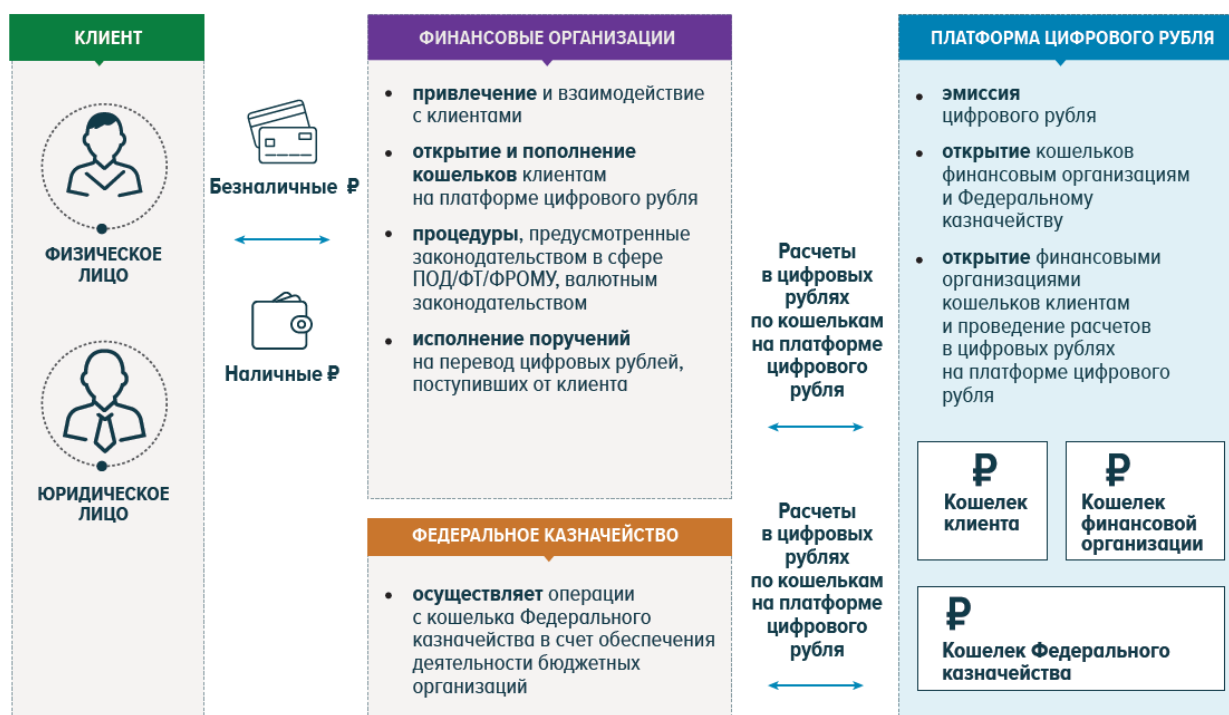 КЛИЕНТ
ФИЗИЧЕСКОЕ
ЛИЦО
ЮРИДИЧЕСКОЕ
ЛИЦО
Безналичные ₽
Наличные ₽
ФИНАНСОВЫЕ ОРГАНИЗАЦИИ
• привлечение и взаимодействие
с клиентами
• открытие и пополнение
кошельков клиентам
на платформе цифрового рубля
• процедуры, предусмотренные
законодательством в сфере
ПОД/ФТ/ФРОМУ, валютным
законодательством
• исполнение поручений
на перевод цифровых рублей,
поступивших от клиента
ФЕДЕРАЛЬНОЕ КАЗНАЧЕЙСТВО
• осуществляет операции
с кошелька Федерального
казначейства в счет обеспечения
деятельности бюджетных
организаций
Расчеты
в цифровых
рублях
по кошелькам
на платформе
цифрового
рубля
Расчеты
в цифровых
рублях
по кошелькам
на платформе
цифрового
рубля
ПЛАТФОРМА ЦИФРОВОГО РУБЛЯ
• эмиссия
цифрового рубля
• открытие кошельков
финансовым организациям
и Федеральному
казначейству
• открытие финансовыми
организациями
кошельков клиентам
и проведение расчетов
в цифровых рублях
на платформе цифрового
рубля
₽
Кошелек
клиента
₽
Кошелек
финансовой
организации
₽
Кошелек Федерального
казначейства